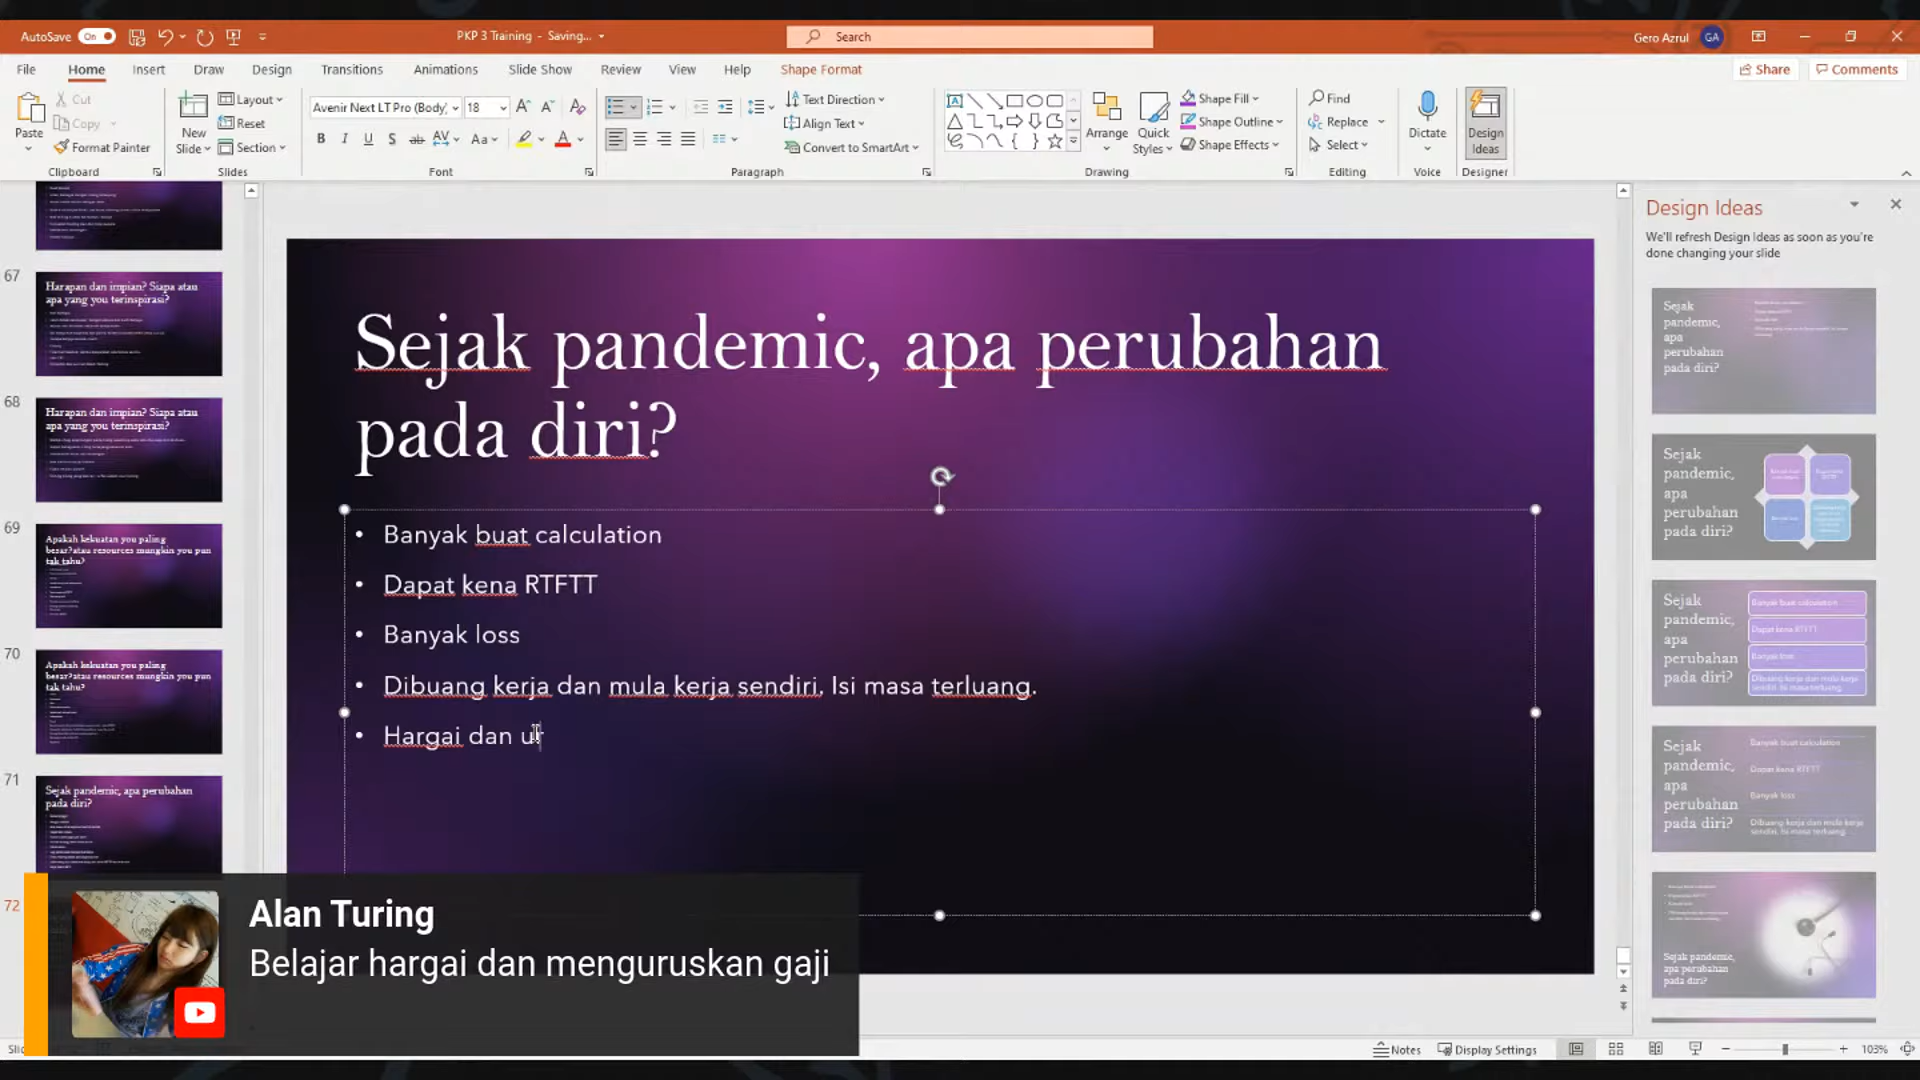 AutoSave On
PKP 3 Training - Saving...
Search
Gero Azrul GA
File Home Insert Draw Design Transitions Animations Slide Show Review View Help Shape Format
Share Comments
Paste
Cut
Copy
Format Painter
Clipboard
New Slide
Layout
Reset
Section
Slides
Avenir Next LT Pro (Body) 18
Font
Text Direction
Align Text
Convert to SmartArt
Paragraph
Arrange
Quick Styles
Shape Fill
Shape Outline
Shape Effects
Drawing
Find
Replace
Select
Editing
Dictate
Voice
Design Ideas
Designer
67
Harapan dan impian? Siapa atau
apa yang you terinspirasi?
68
Harapan dan impian? Siapa atau
apa yang you terinspirasi?
69
Apakah kekuatan you paling
besar?atau resources mungkin you pun
tak tahu?
70
Apakah kekuatan you paling
besar?atau resources mungkin you pun
tak tahu?
71
Sejak pandemic, apa perubahan
pada diri?
72
Sejak pandemic, apa perubahan
pada diri?
• Banyak buat calculation
• Dapat kena RTFTT
• Banyak loss
• Dibuang kerja dan mula kerja sendiri. Isi masa terluang.
• Hargai dan ur
Design Ideas
We'll refresh Design Ideas as soon as you're
done changing your slide
Sejak
pandemic,
apa
perubahan
pada diri?
Sejak
pandemic,
apa
perubahan
pada diri?
Sejak
pandemic,
apa
perubahan
pada diri?
Banyak buat calculation
Dapat kena RTFTT
Banyak loss
Dibuang kerja dan mula kerja
sendiri. Isi masa terluang.
Sejak
pandemic,
apa
perubahan
pada diri?
Banyak buat calculation
Dapat kena RTFTT
Banyak loss
Dibuang kerja dan mula kerja
sendiri. Isi masa terluang.
Sejak pandemic,
apa perubahan
pada diri?
Alan Turing
Belajar hargai dan menguruskan gaji
Notes
Display Settings
103%